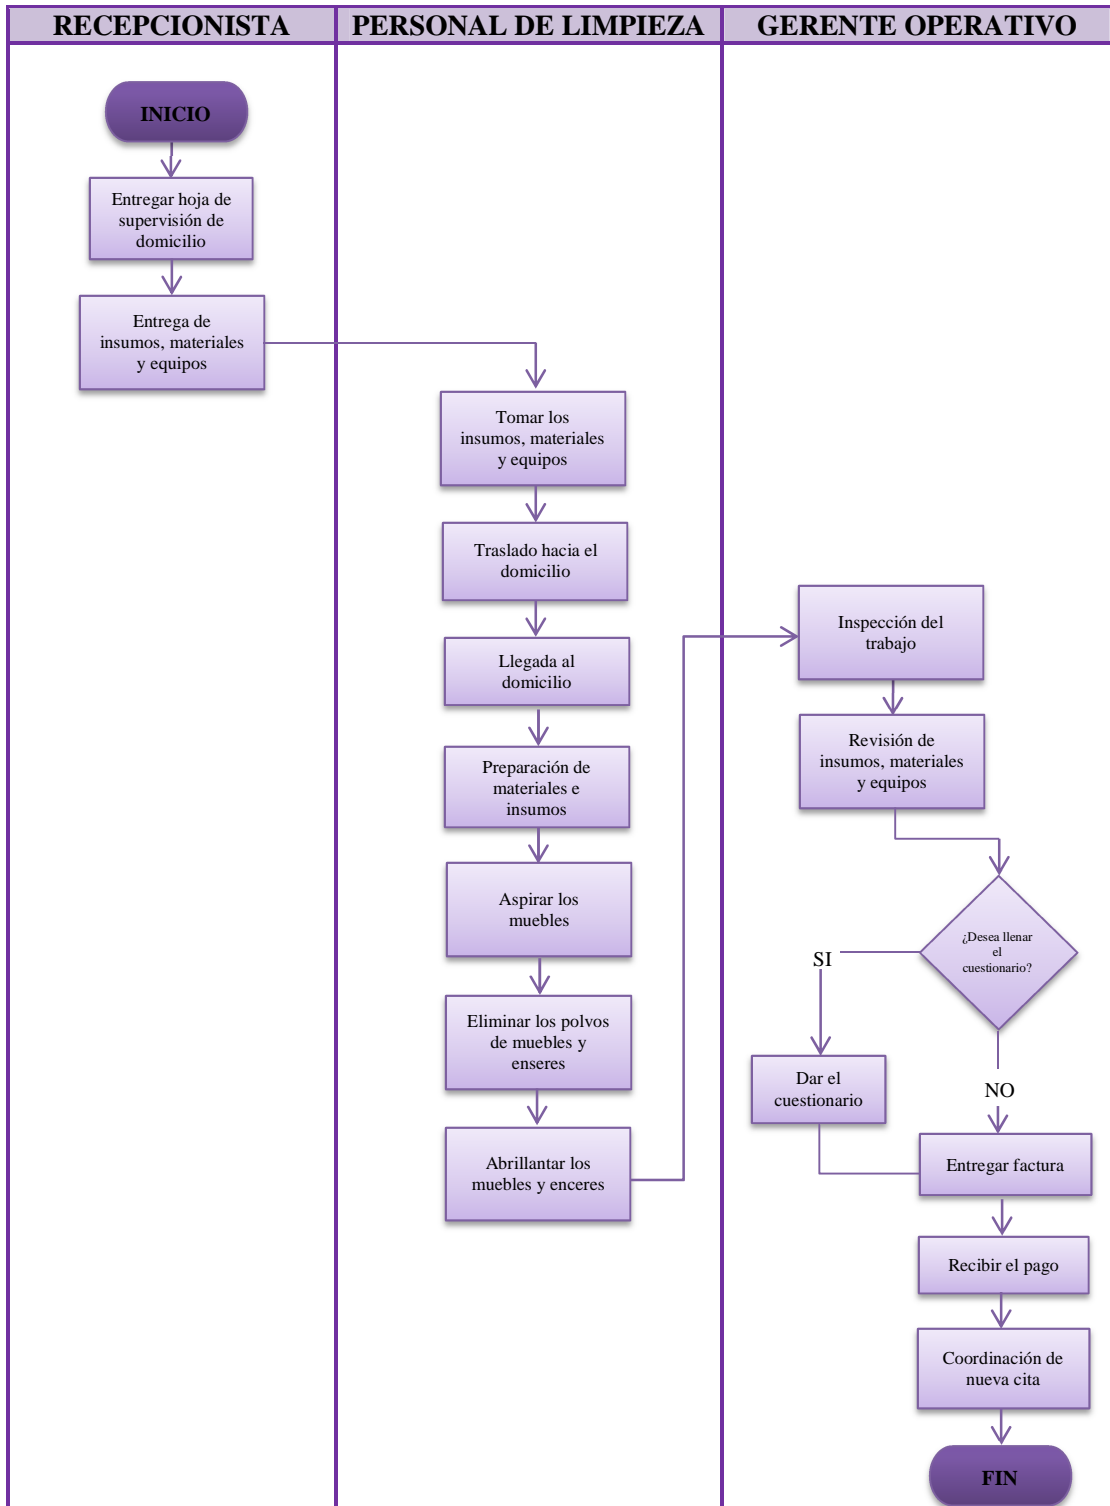 RECEPCIONISTA
PERSONAL DE LIMPIEZA
GERENTE OPERATIVO
INICIO
Entregar hoja de
supervisión de
domicilio
Entrega de
insumos, materiales
y equipos
Tomar los
insumos, materiales
y equipos
Traslado hacia el
domicilio
Llegada al
domicilio
Preparación de
materiales e
insumos
Aspirar los
muebles
Eliminar los polvos
de muebles y
enseres
Abrillantar los
muebles y enceres
Inspección del
trabajo
Revisión de
insumos, materiales
y equipos
¿Desea llenar
el
cuestionario?
SI
Dar el
cuestionario
NO
Entregar factura
Recibir el pago
Coordinación de
nueva cita
FIN